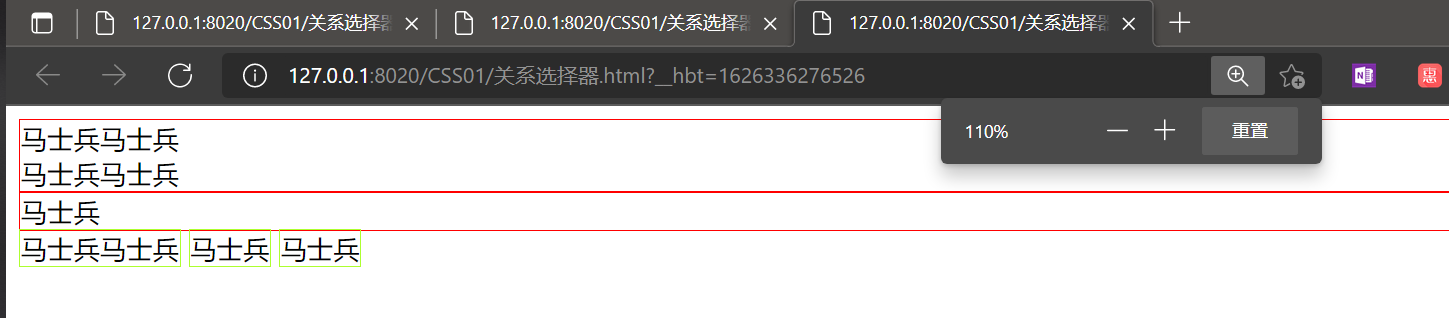 127.0.0.1:8020/CSS01/关系选择器
127.0.0.1:8020/CSS01/关系选择器
127.0.0.1:8020/CSS01/关系选择器
127.0.0.1:8020/CSS01/关系选择器.html?__hbt=1626336276526
N
惠
110%
重置
马士兵马士兵
马士兵马士兵
马士兵
马士兵马士兵 马士兵 马士兵